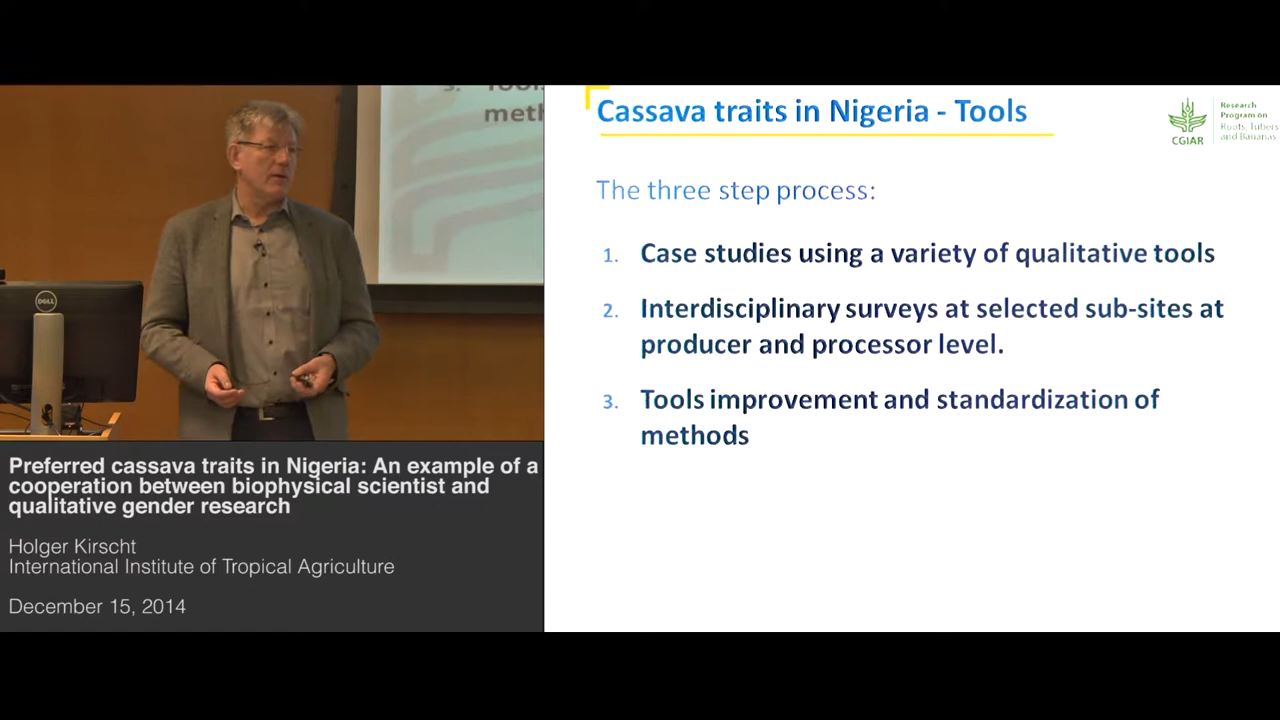 3. Tools
meth
DELL
Preferred cassava traits in Nigeria: An example of a
cooperation between biophysical scientist and
qualitative gender research
Holger Kirscht
International Institute of Tropical Agriculture
December 15, 2014
Cassava traits in Nigeria - Tools
CGIAR
Research
Program on
Roots, Tubers
and Bananas
The three step process:
1. Case studies using a variety of qualitative tools
2. Interdisciplinary surveys at selected sub-sites at
producer and processor level.
3. Tools improvement and standardization of
methods